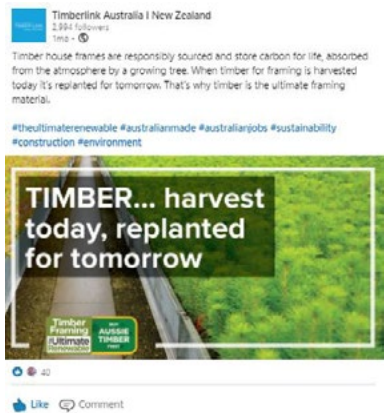 Timberlink Australia I New Zealand
2,994 followers
1mo
Timber house frames are responsibly sourced and store carbon for life, absorbed
from the atmosphere by a growing tree. When timber for framing is harvested
today it's replanted for tomorrow. That's why timber is the ultimate framing
material.
#theultimaterenewable #australianmade #australianjobs #sustainability
#construction #environment
TIMBER... harvest
today, replanted
for tomorrow
Timber
Framing
Ultimate
AUSSIE
TIMBER
40
Like Comment